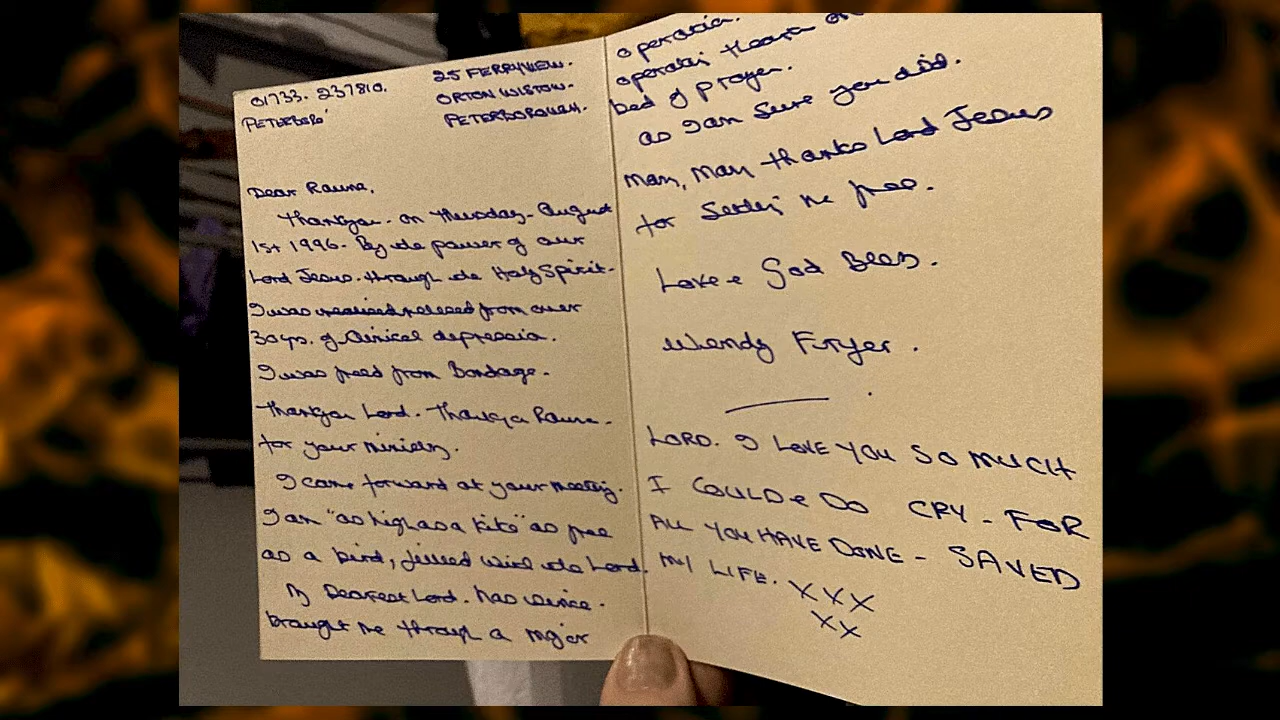 01733. 237810.
PETERBORO'
25 FERRYVIEW.
ORTON WISTOW.
PETERBOROUGH.
Dear Rauna,
Thankyou. on Thursday - August
1st 1996. By the power of our
Lord Jesus. through the Holy Spirit.
I was released from over
30 yrs. of Clinical depression.
I was freed from Bondage.
Thankyou Lord. Thankyou Rauna.
for your ministry.
I came forward at your meeting.
I am "as high as a kite" as free
as a bird, filled with the Lord.
My Dearest Lord. has since.
brought me through a major
operation.
operating theatre
bed of prayer.
as I am sure you did.
Many, Many thanks Lord Jesus
for Setting me free.
Love & God Bless.
Wendy Fryer.
LORD. I LOVE YOU SO MUCH
I COULD DO CRY - FOR
ALL YOU HAVE DONE - SAVED
MY LIFE. XXX
XX